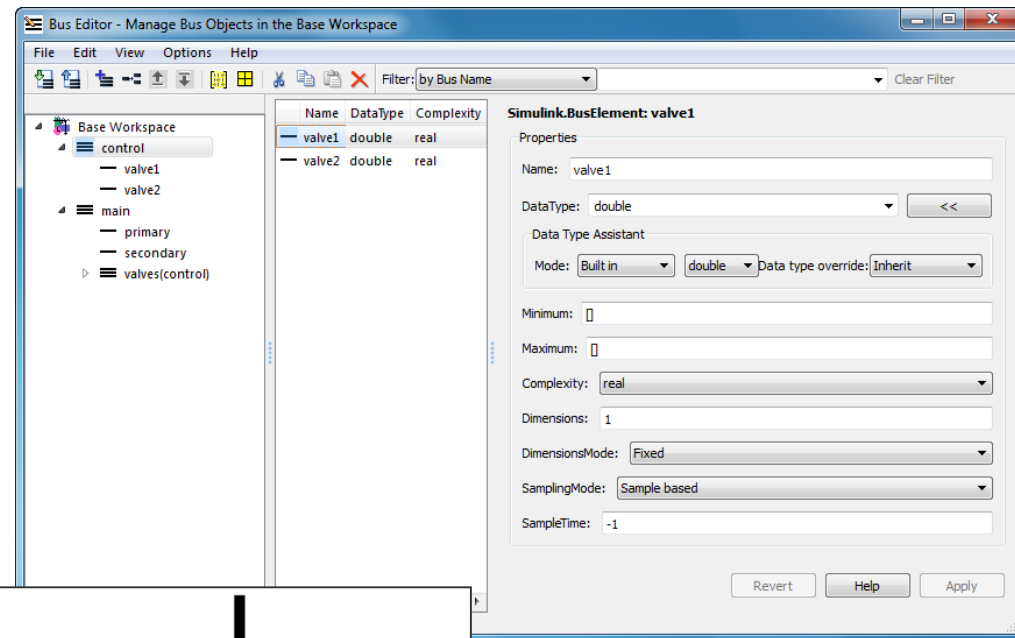 Bus Editor - Manage Bus Objects in the Base Workspace
File Edit View Options Help
Filter: by Bus Name Clear Filter
Base Workspace
control
valve1
valve2
main
primary
secondary
valves(control)
Name DataType Complexity
valve1 double real
valve2 double real
Simulink.BusElement: valve1
Properties
Name: valve1
DataType: double <<
Data Type Assistant
Mode: Built in double Data type override: Inherit
Minimum: []
Maximum: []
Complexity: real
Dimensions: 1
DimensionsMode: Fixed
SamplingMode: Sample based
SampleTime: -1
Revert Help Apply